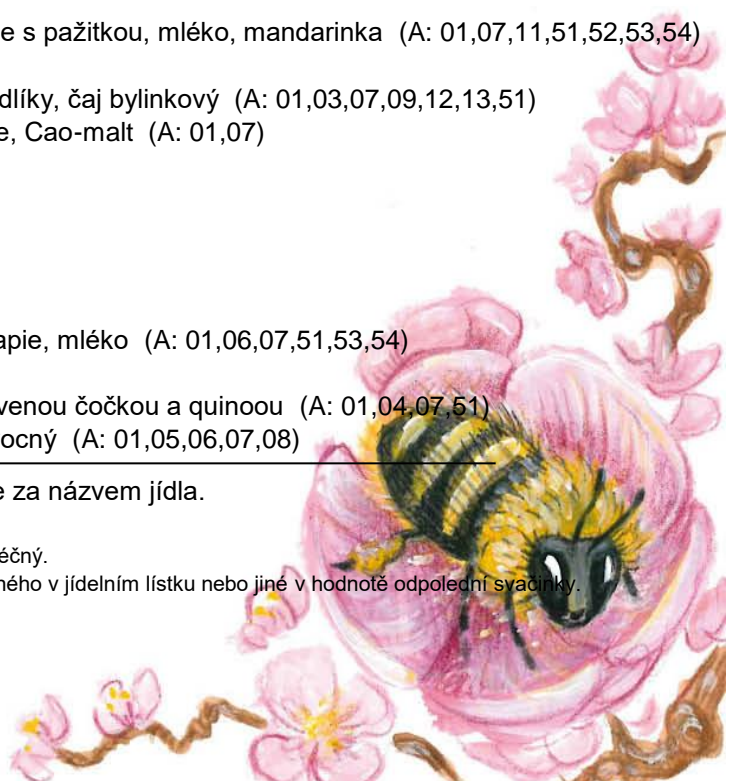 e s pažitkou, mléko, mandarinka (A: 01,07,11,51,52,53,54)
dlíky, čaj bylinkový (A: 01,03,07,09,12,13,51)
e, Cao-malt (A: 01,07)
apie, mléko (A: 01,06,07,51,53,54)
venou čočkou a quinoou (A: 01,04,07,51)
ocný (A: 01,05,06,07,08)
e za názvem jídla.
éčný.
ného v jídelním lístku nebo jiné v hodnotě odpolední svačinky.